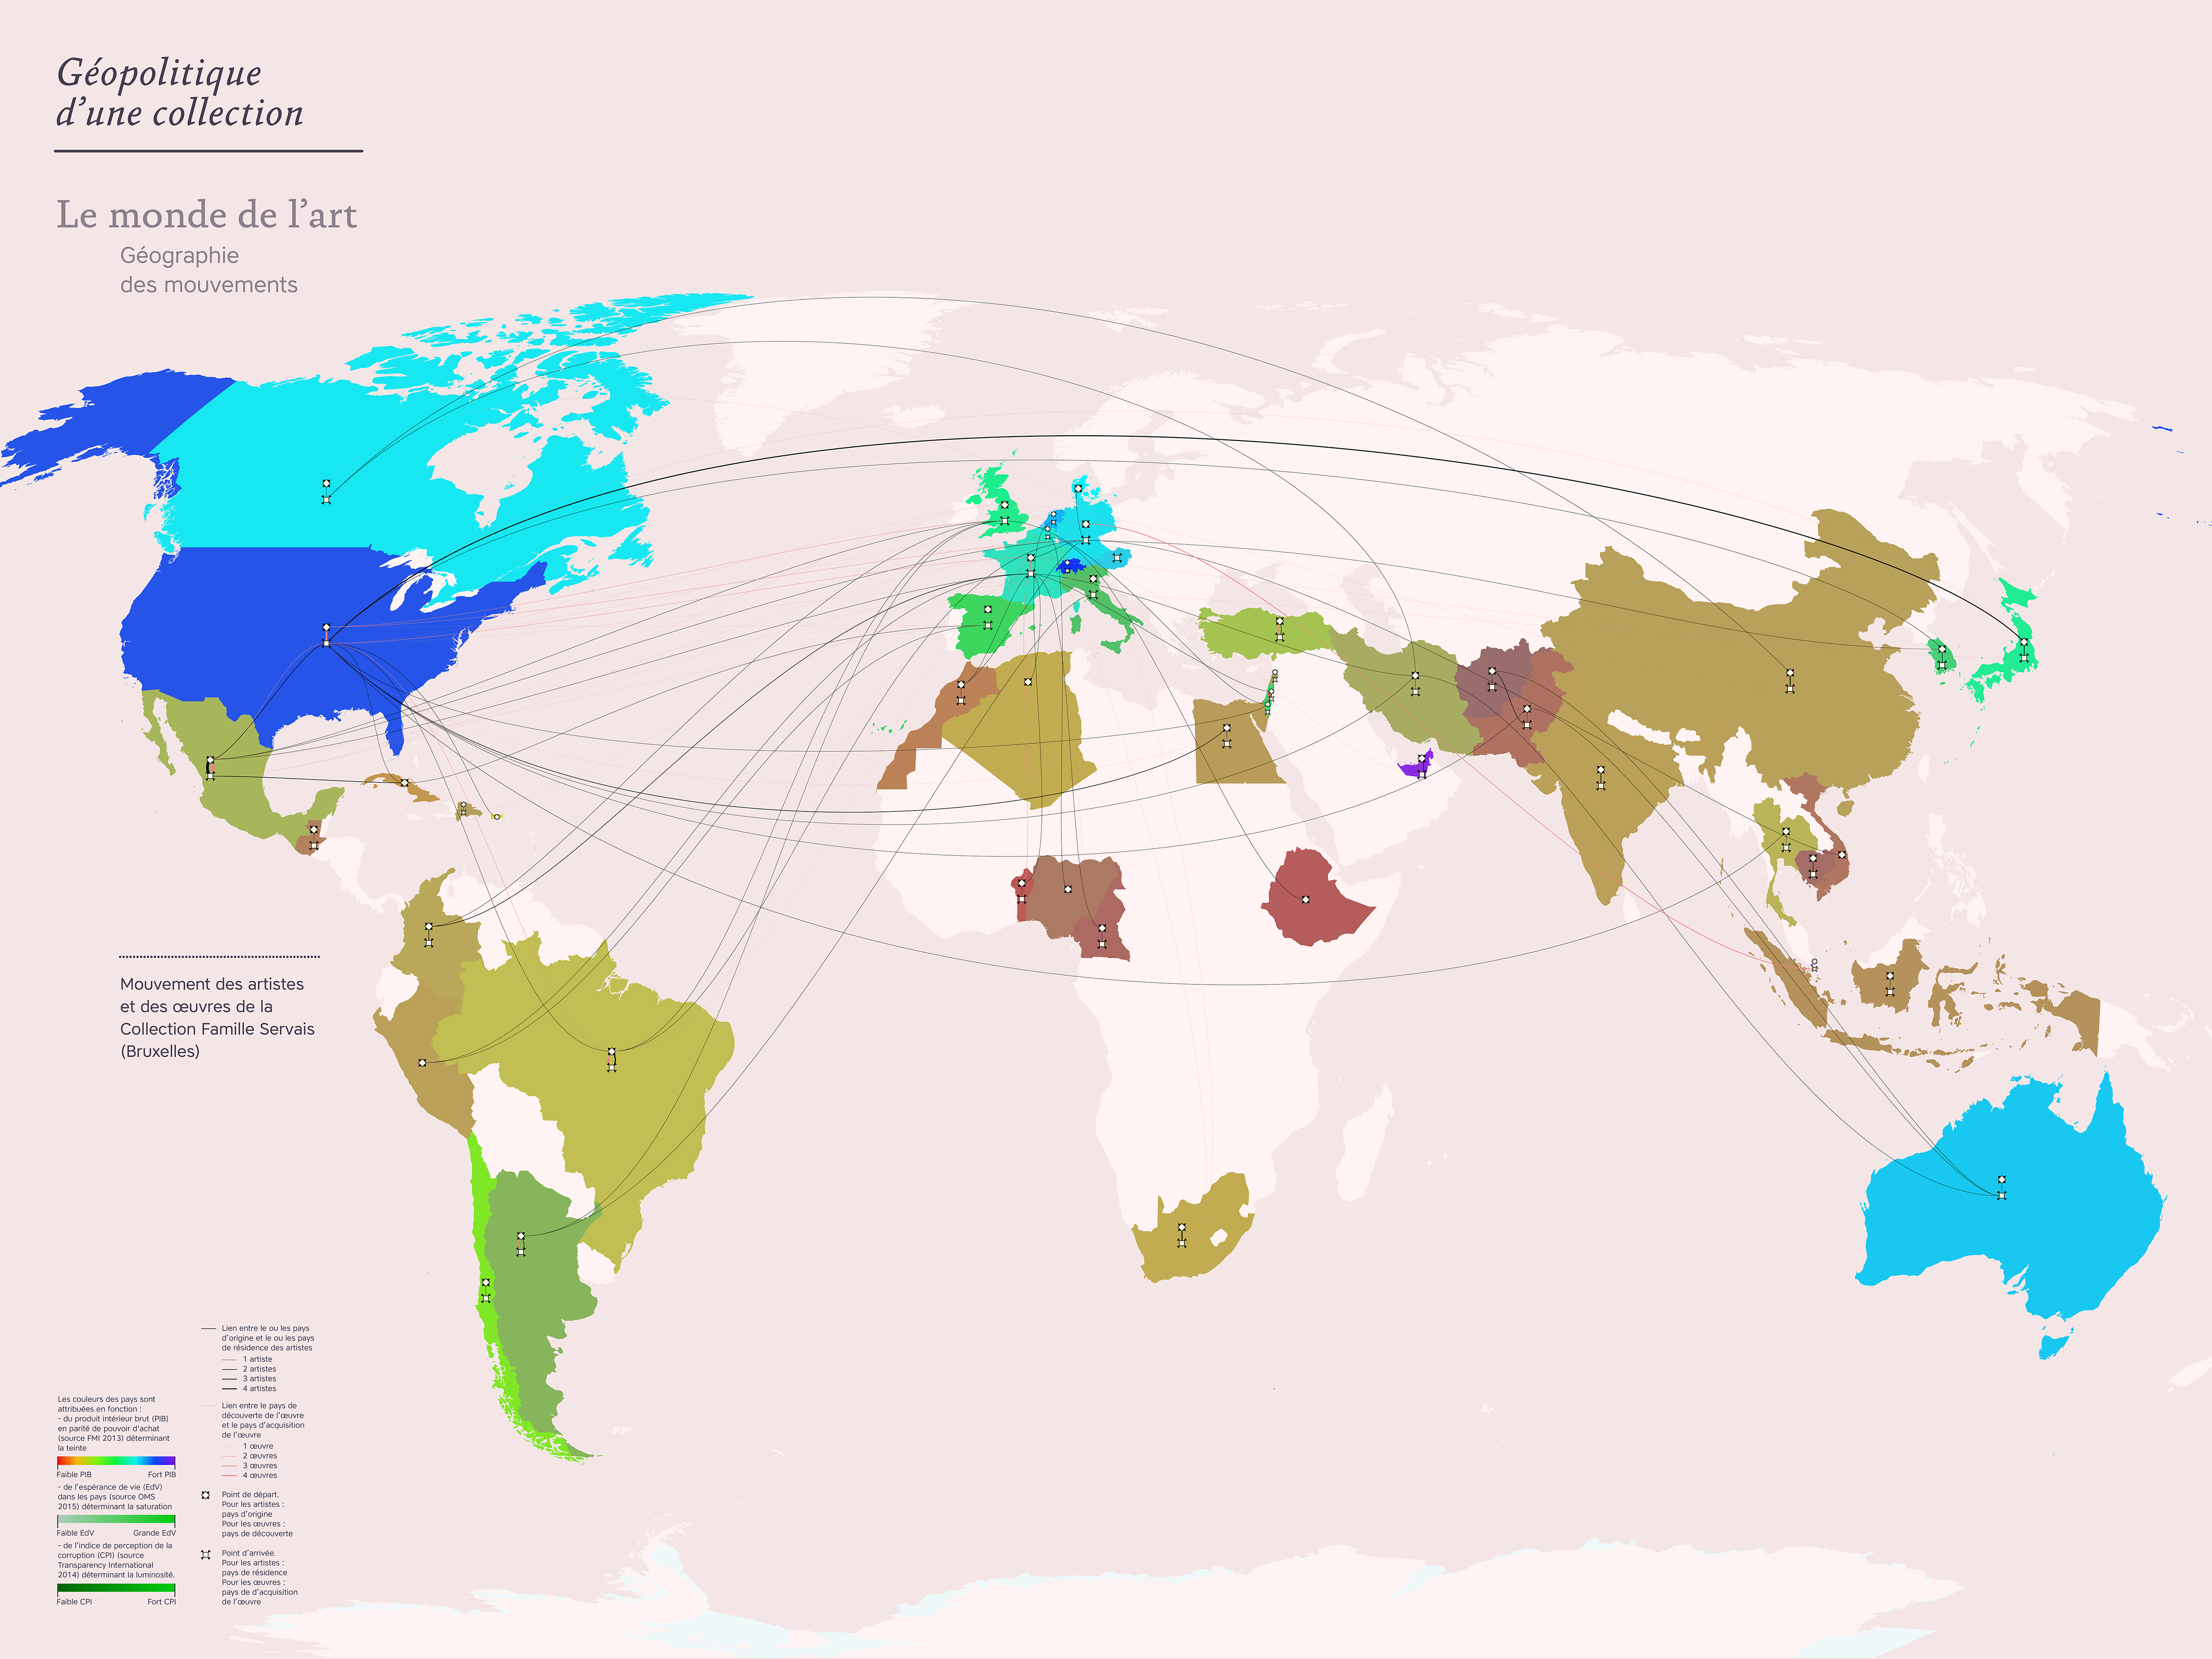 Géopolitique
d’une collection
Le monde de l’art
Géographie
des mouvements
Mouvement des artistes
et des œuvres de la
Collection Famille Servais
(Bruxelles)
Les couleurs des pays sont
attribuées en fonction :
- du produit intérieur brut (PIB)
en parité de pouvoir d'achat
(source FMI 2013) déterminant
la teinte
Faible PIB Fort PIB
- de l’espérance de vie (EdV)
dans les pays (source OMS
2015) déterminant la saturation
Faible EdV Grande EdV
- de l’indice de perception de la
corruption (CPI) (source
Transparency International
2014) déterminant la luminosité.
Faible CPI Fort CPI
Lien entre le ou les pays
d’origine et le ou les pays
de résidence des artistes
1 artiste
2 artistes
3 artistes
4 artistes
Lien entre le pays de
découverte de l’œuvre
et le pays d’acquisition
de l’œuvre
1 œuvre
2 œuvres
3 œuvres
4 œuvres
Point de départ.
Pour les artistes :
pays d’origine
Pour les œuvres :
pays de découverte
Point d’arrivée.
Pour les artistes :
pays de résidence
Pour les œuvres :
pays de d’acquisition
de l’œuvre